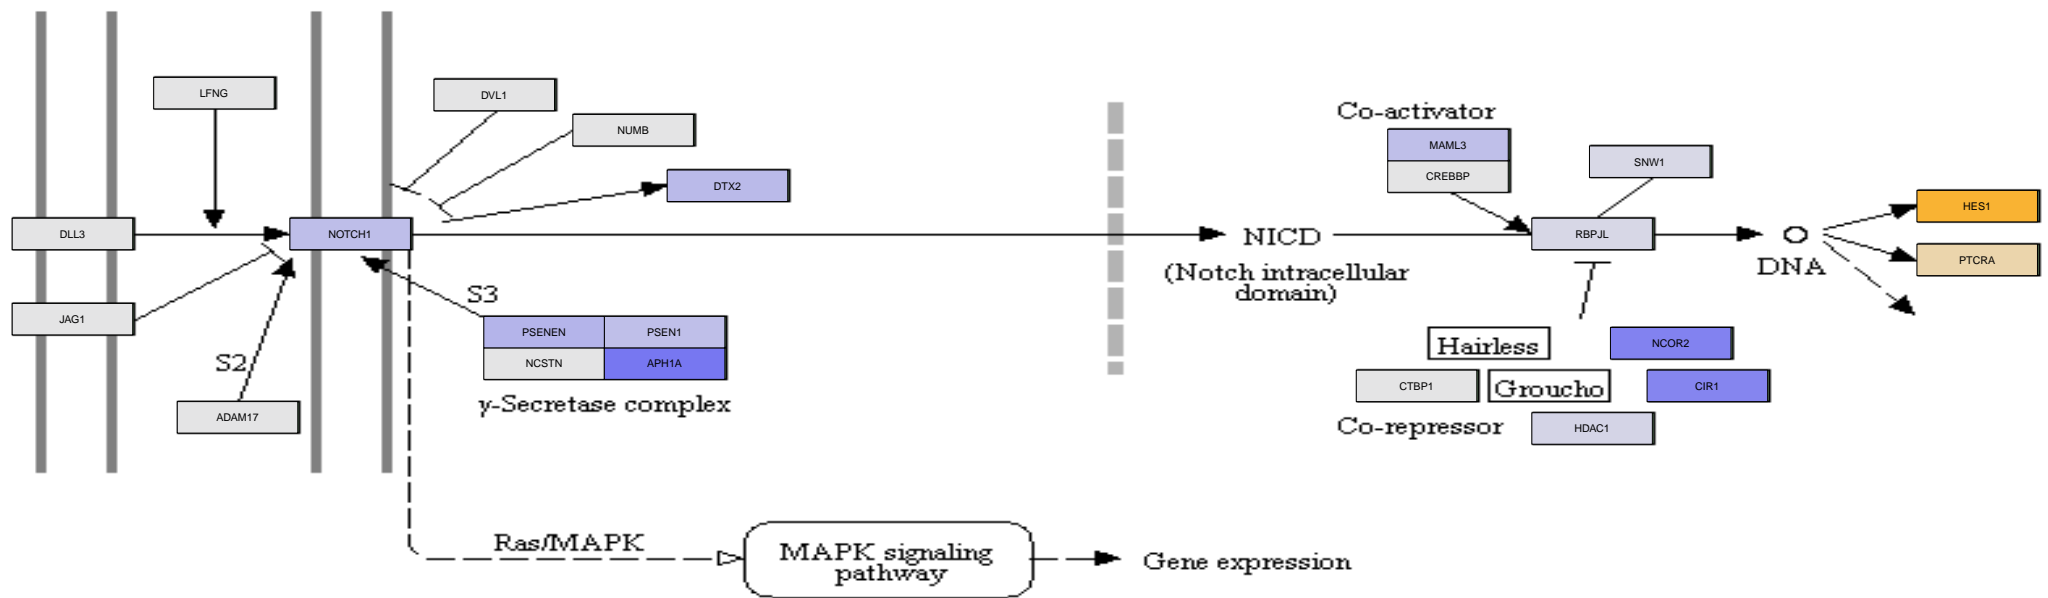 LFNG
DVL1
NUMB
DTX2
DLL3
NOTCH1
JAG1
S2
ADAM17
S3
PSENEN
PSEN1
NCSTN
APH1A
γ-Secretase complex
NICD
(Notch intracellular
domain)
Co-activator
MAML3
CREBBP
SNW1
RBPJL
DNA
HES1
PTCRA
Hairless
NCOR2
CTBP1
Groucho
CIR1
Co-repressor
HDAC1
Ras/MAPK
MAPK signaling
pathway
Gene expression